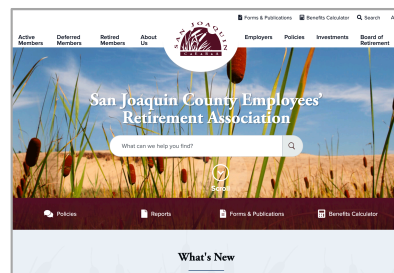 Forms & Publications Benefits Calculator Search
Active Members
Deferred Members
Retired Members
About Us
SAN JOAQUIN
Employers
Policies
Investments
Board of Retirement
San Joaquin County Employees'
Retirement Association
What can we help you find?
Scroll
Policies
Reports
Forms & Publications
Benefits Calculator
What's New